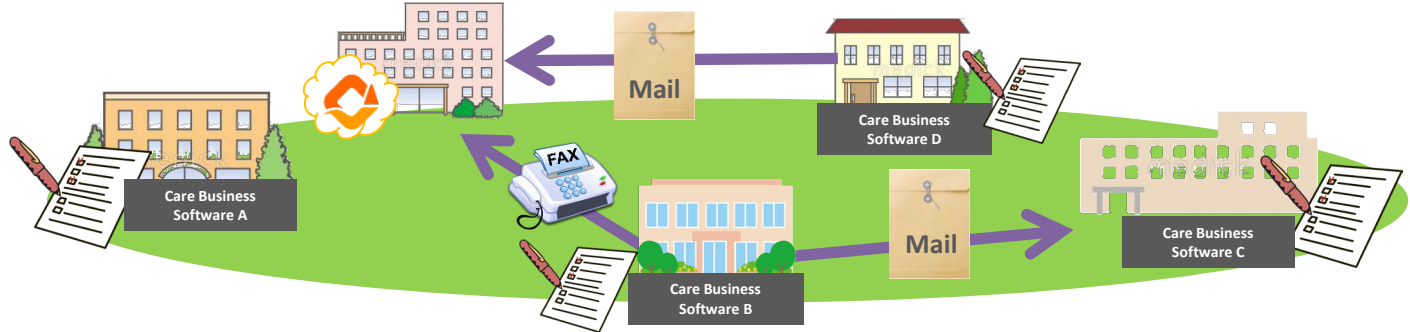 Mail
Care Business
Software D
Care Business
Software A
FAX
Mail
Care Business
Software C
Care Business
Software B